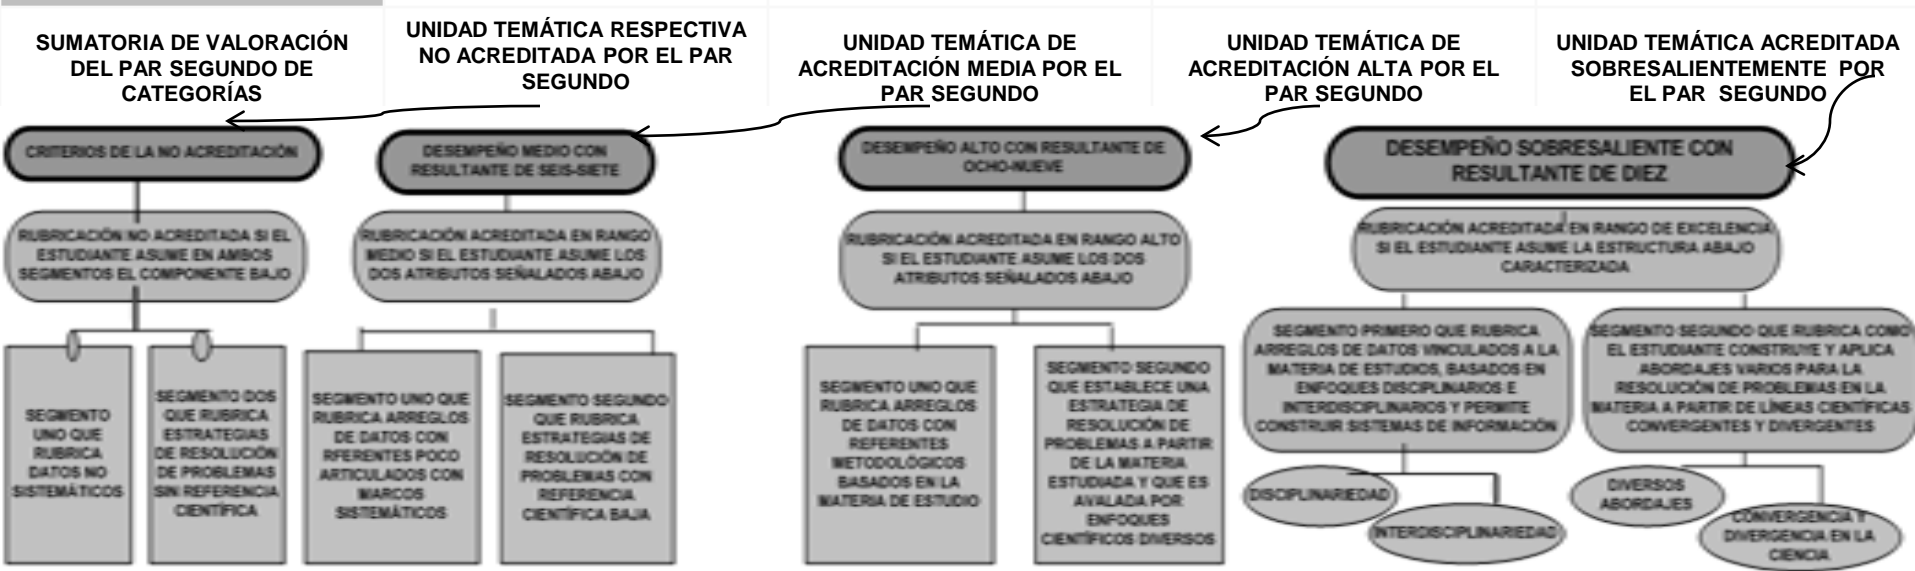 SUMATORIA DE VALORACIÓN
DEL PAR SEGUNDO DE
CATEGORÍAS
UNIDAD TEMÁTICA RESPECTIVA
NO ACREDITADA POR EL PAR
SEGUNDO
UNIDAD TEMÁTICA DE
ACREDITACIÓN MEDIA POR EL
PAR SEGUNDO
UNIDAD TEMÁTICA DE
ACREDITACIÓN ALTA POR EL
PAR SEGUNDO
UNIDAD TEMÁTICA ACREDITADA
SOBRESALIENTEMENTE POR
EL PAR SEGUNDO
CRITERIOS DE LA NO ACREDITACIÓN
RUBRICACIÓN NO ACREDITADA SI EL
ESTUDIANTE ASUME EN AMBOS
SEGMENTOS EL COMPONENTE BAJO
SEGMENTO
UNO QUE
RUBRICA
DATOS NO
SISTEMÁTICOS
SEGMENTO DOS
QUE RUBRICA
ESTRATEGIAS
DE RESOLUCIÓN
DE PROBLEMAS
SIN REFERENCIA
CIENTÍFICA
DESEMPEÑO MEDIO CON
RESULTANTE DE SEIS-SIETE
RUBRICACIÓN ACREDITADA EN RANGO
MEDIO SI EL ESTUDIANTE ASUME LOS
DOS ATRIBUTOS SEÑALADOS ABAJO
SEGMENTO UNO QUE
RUBRICA ARREGLOS
DE DATOS CON
RFERENTES POCO
ARTICULADOS CON
MARCOS
SISTEMÁTICOS
SEGMENTO SEGUNDO
QUE RUBRICA
ESTRATEGIAS DE
RESOLUCIÓN DE
PROBLEMAS CON
REFERENCIA
CIENTÍFICA BAJA
DESEMPEÑO ALTO CON RESULTANTE DE
OCHO-NUEVE
RUBRICACIÓN ACREDITADA EN RANGO ALTO
SI EL ESTUDIANTE ASUME LOS DOS
ATRIBUTOS SEÑALADOS ABAJO
SEGMENTO UNO QUE
RUBRICA ARREGLOS
DE DATOS CON
REFERENTES
METODOLÓGICOS
BASADOS EN LA
MATERIA DE ESTUDIO
SEGMENTO SEGUNDO
QUE ESTABLECE UNA
ESTRATEGIA DE
RESOLUCIÓN DE
PROBLEMAS A PARTIR
DE LA MATERIA
ESTUDIADA Y QUE ES
AVALADA POR
ENFOQUES
CIENTÍFICOS DIVERSOS
DESEMPEÑO SOBRESALIENTE CON
RESULTANTE DE DIEZ
RUBRICACIÓN ACREDITADA EN RANGO DE EXCELENCIA
SI EL ESTUDIANTE ASUME LA ESTRUCTURA ABAJO
CARACTERIZADA
SEGMENTO PRIMERO QUE RUBRICA
ARREGLOS DE DATOS VINCULADOS A LA
MATERIA DE ESTUDIOS, BASADOS EN
ENFOQUES DISCIPLINARIOS E
INTERDISCIPLINARIOS Y PERMITE
CONSTRUIR SISTEMAS DE INFORMACIÓN
DISCIPLINARIEDAD
INTERDISCIPLINARIEDAD
SEGMENTO SEGUNDO QUE RUBRICA COMO
EL ESTUDIANTE CONSTRUYE Y APLICA
ABORDAJES VARIOS PARA LA
RESOLUCIÓN DE PROBLEMAS EN LA
MATERIA A PARTIR DE LÍNEAS CIENTÍFICAS
CONVERGENTES Y DIVERGENTES
DIVERSOS
ABORDAJES
CONVERGENCIA Y
DIVERGENCIA EN LA
CIENCIA